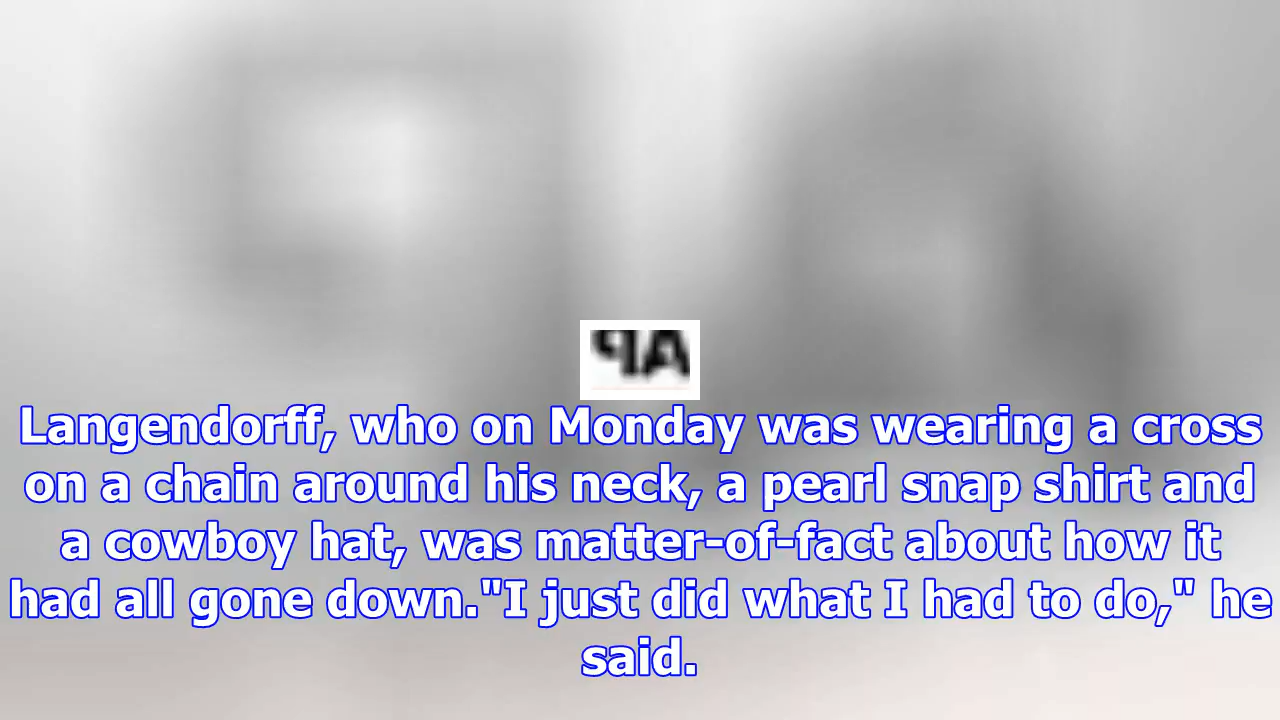 AP
Langendorff, who on Monday was wearing a cross
on a chain around his neck, a pearl snap shirt and
a cowboy hat, was matter-of-fact about how it
had all gone down."I just did what I had to do," he
said.